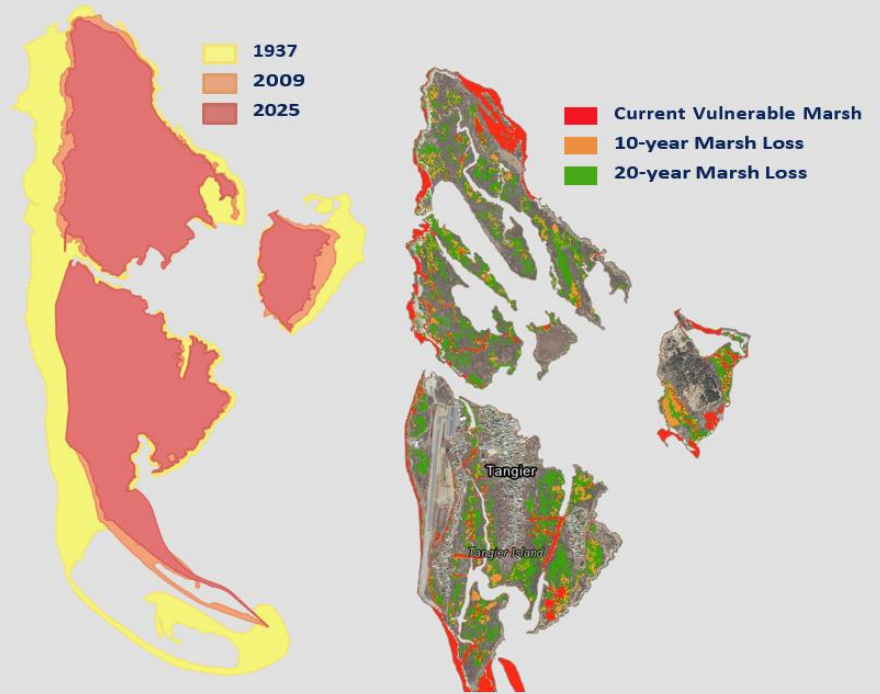 1937
2009
2025
Current Vulnerable Marsh
10-year Marsh Loss
20-year Marsh Loss
Tangier
Tangier Island